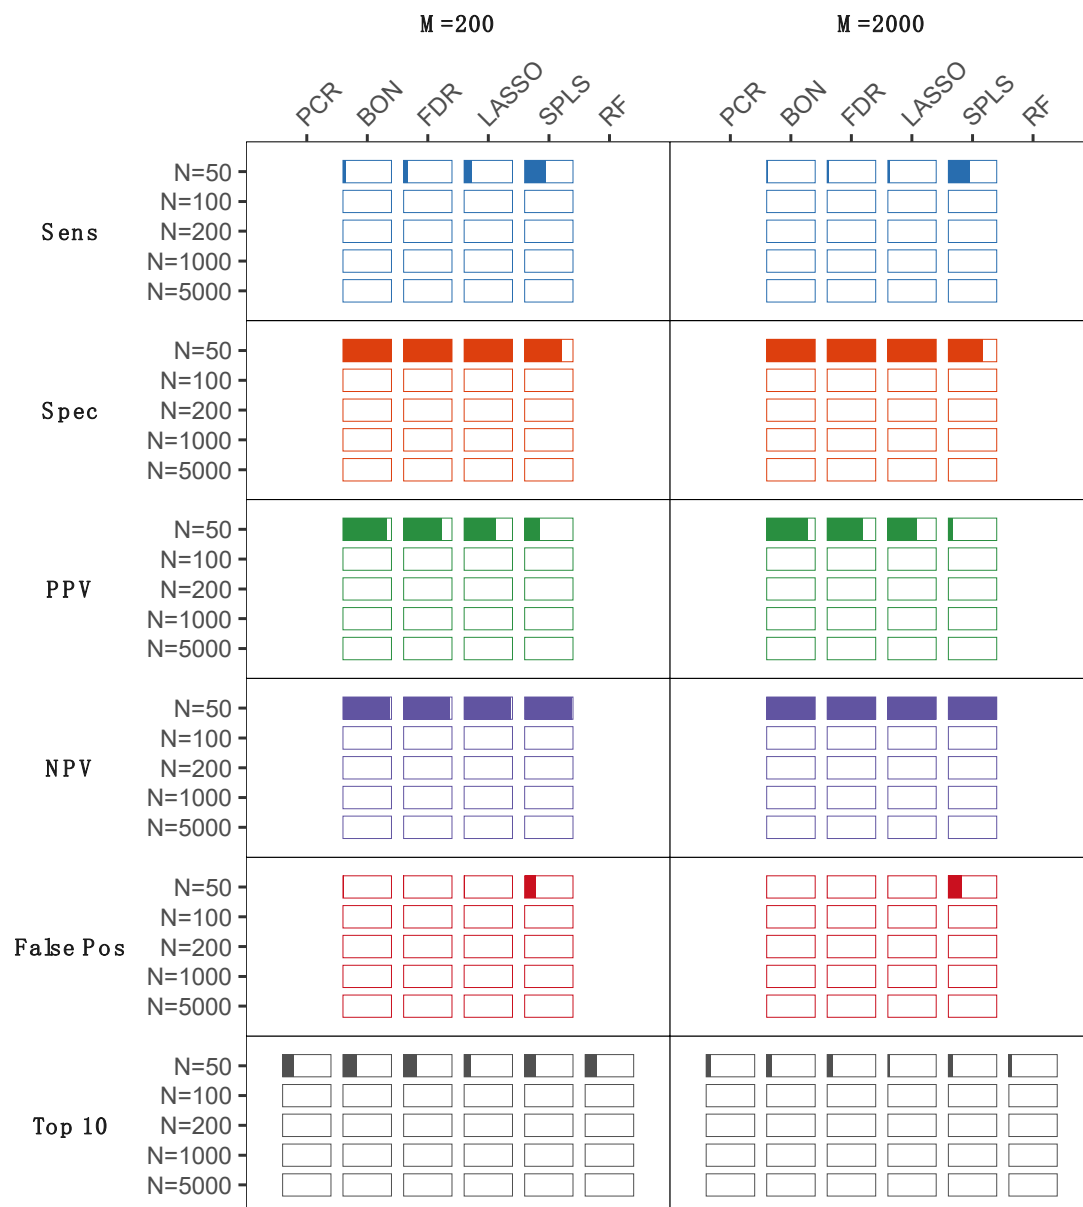 M=200 M=2000
PCR BON FDR LASSO SPLS RF PCR BON FDR LASSO SPLS RF
Sens
N=50
N=100
N=200
N=1000
N=5000
Spec
N=50
N=100
N=200
N=1000
N=5000
PPV
N=50
N=100
N=200
N=1000
N=5000
NPV
N=50
N=100
N=200
N=1000
N=5000
False Pos
N=50
N=100
N=200
N=1000
N=5000
Top 10
N=50
N=100
N=200
N=1000
N=5000